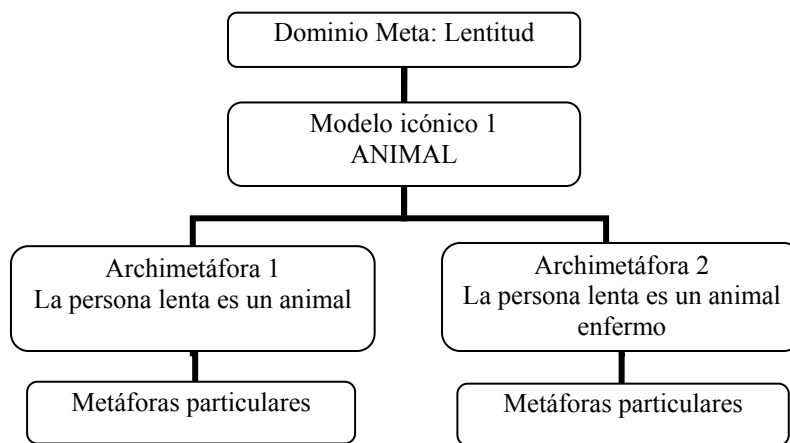 Dominio Meta: Lentitud
Modelo icónico 1
ANIMAL
Archimetáfora 1
La persona lenta es un animal
Archimetáfora 2
La persona lenta es un animal
enfermo
Metáforas particulares
Metáforas particulares